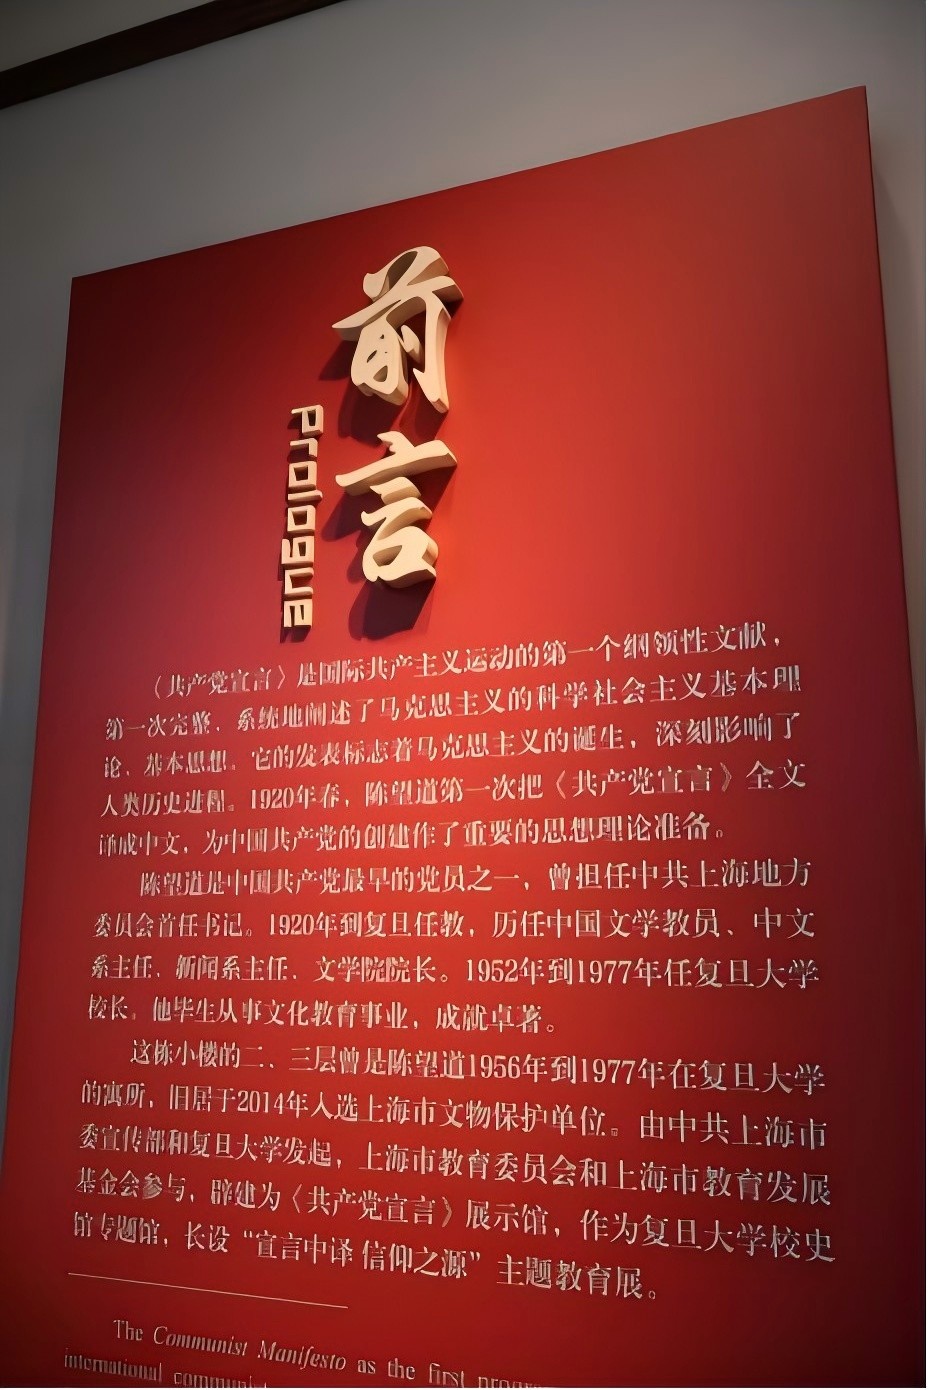 前言
Prologue
《共产党宣言》是国际共产主义运动的第一个纲领性文献，
第一次完整、系统地阐述了马克思主义的科学社会主义基本理
论、基本思想。它的发表标志着马克思主义的诞生，深刻影响了
人类历史进程。1920年春，陈望道第一次把《共产党宣言》全文
译成中文，为中国共产党的创建作了重要的思想理论准备。
陈望道是中国共产党最早的党员之一，曾担任中共上海地方
委员会首任书记。1920年到复旦任教，历任中国文学教员、中文
系主任、新闻系主任、文学院院长。1952年到1977年任复旦大学
校长。他毕生从事文化教育事业，成就卓著。
这栋小楼的二、三层曾是陈望道1956年到1977年在复旦大学
的寓所，旧居于2014年入选上海市文物保护单位。由中共上海市
委宣传部和复旦大学发起，上海市教育委员会和上海市教育发展
基金会参与，辟建为《共产党宣言》展示馆，作为复旦大学校史
馆专题馆，长设“宣言中译 信仰之源”主题教育展。
The Communist Manifesto as the first
international